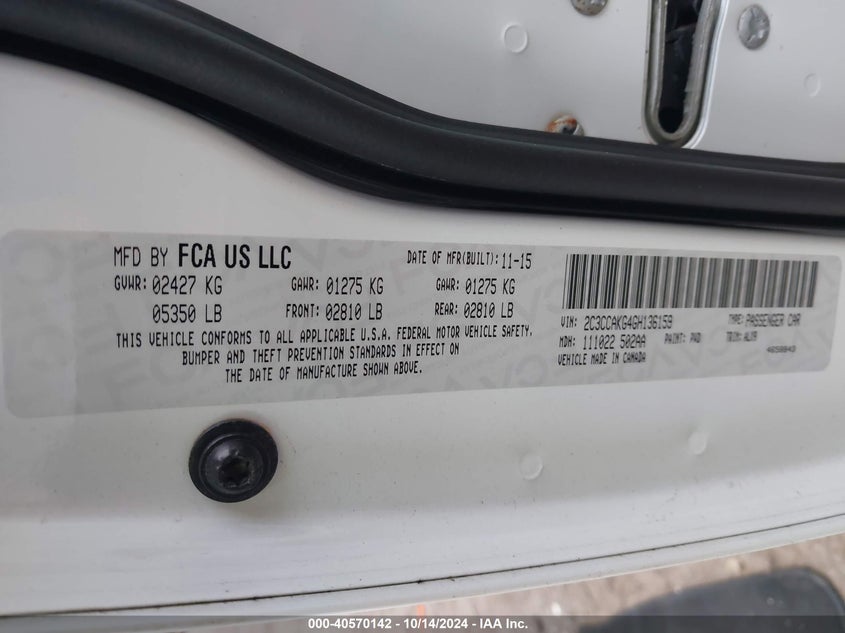 MFD BY FCA US LLC DATE OF MFR(BUILT): 11-15
GVWR: 02427 KG GAWR: 01275 KG GAWR: 01275 KG
05350 LB FRONT: 02810 LB REAR: 02810 LB
THIS VEHICLE CONFORMS TO ALL APPLICABLE U.S.A. FEDERAL MOTOR VEHICLE SAFETY,
BUMPER AND THEFT PREVENTION STANDARDS IN EFFECT ON
THE DATE OF MANUFACTURE SHOWN ABOVE.
VIN: 2C3CCAKG4GH136159 TYPE: PASSENGER CAR
MDH: 111022 502AA PAINT: PW7 TRIM: ALX9
VEHICLE MADE IN CANADA
000-40570142 - 10/14/2024 - IAA Inc.